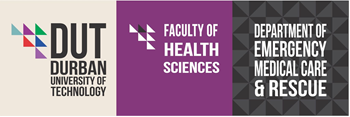 DUT
DURBAN
UNIVERSITY OF
TECHNOLOGY
FACULTY OF
HEALTH
SCIENCES
DEPARTMENT OF
EMERGENCY
MEDICAL CARE
& RESCUE